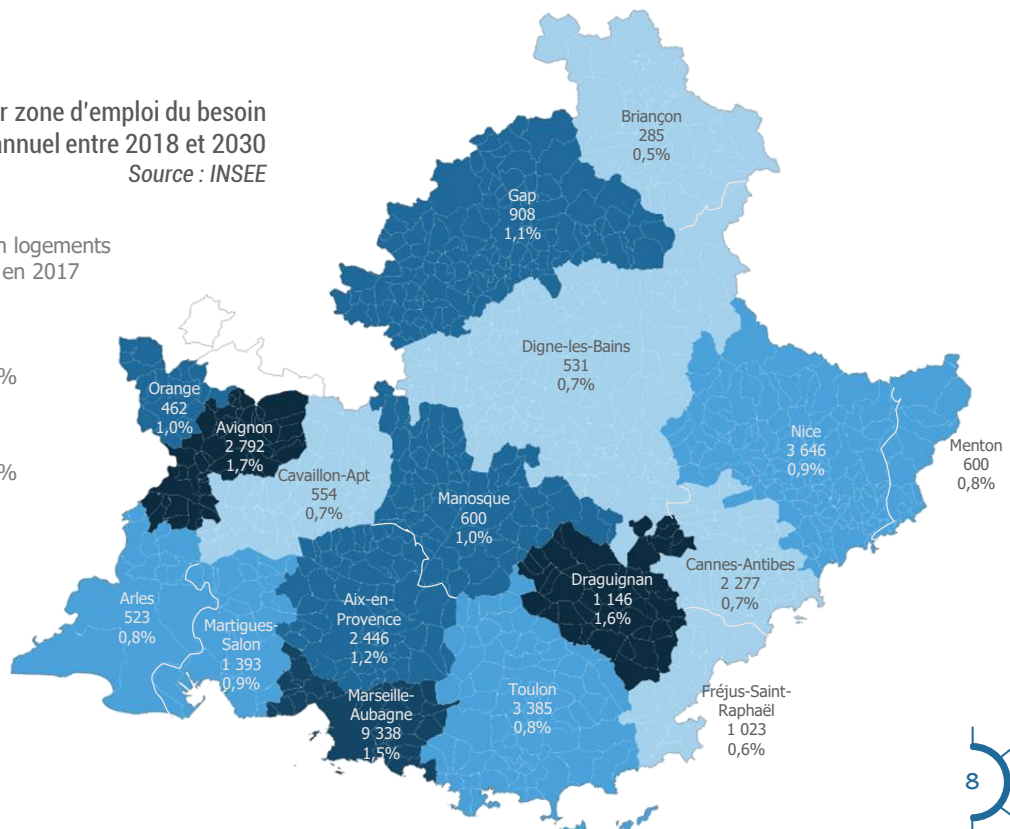 r zone d'emploi du besoin
annuel entre 2018 et 2030
Source : INSEE
n logements
en 2017
%
%
Briançon
285
0,5%
Gap
908
1,1%
Digne-les-Bains
531
0,7%
Orange
462
1,0%
Avignon
2 792
1,7%
Cavaillon-Apt
554
0,7%
Manosque
600
1,0%
Nice
3 646
0,9%
Menton
600
0,8%
Draguignan
1 146
1,6%
Cannes-Antibes
2 277
0,7%
Arles
523
0,8%
Martigues-
Salon
1 393
0,9%
Aix-en-
Provence
2 446
1,2%
Marseille-
Aubagne
9 338
1,5%
Toulon
3 385
0,8%
Fréjus-Saint-
Raphaël
1 023
0,6%
8